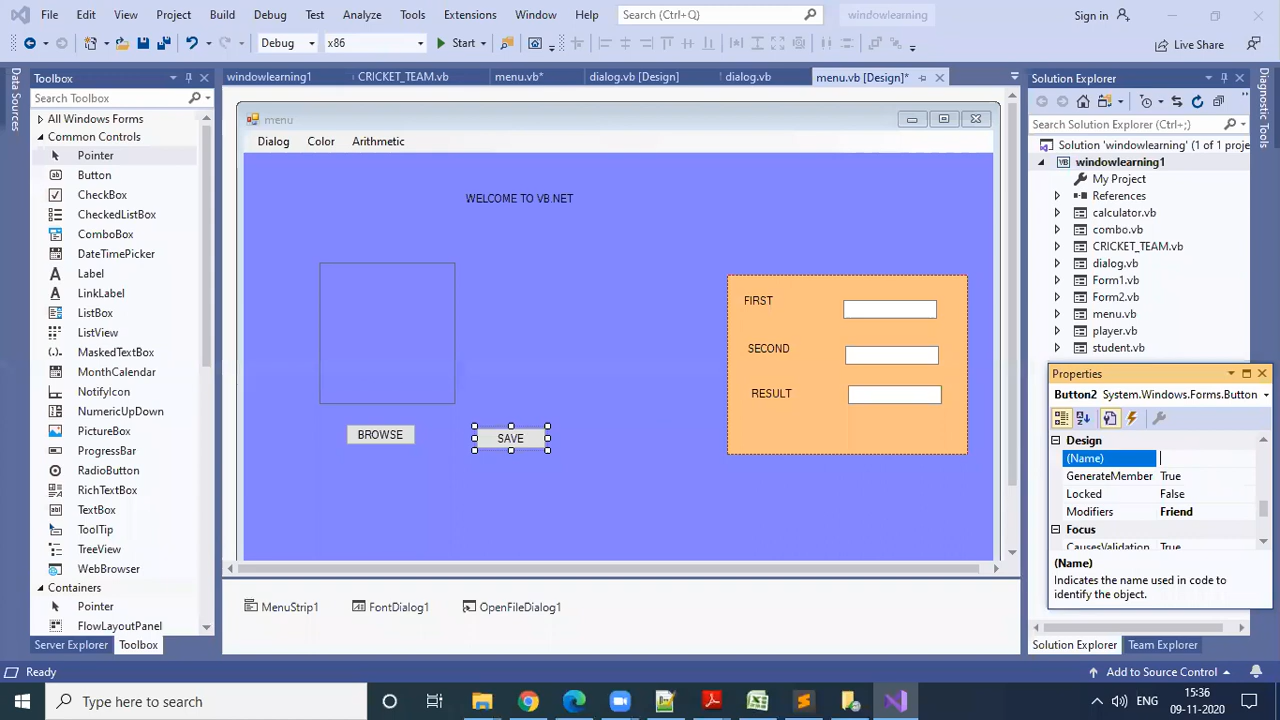 File Edit View Project Build Debug Test Analyze Tools Extensions Window Help Search (Ctrl+Q) windowlearning Sign in
Debug x86 Start Live Share
Data Sources
Toolbox
Search Toolbox
All Windows Forms
Common Controls
Pointer
Button
CheckBox
CheckedListBox
ComboBox
DateTimePicker
Label
LinkLabel
ListBox
ListView
MaskedTextBox
MonthCalendar
NotifyIcon
NumericUpDown
PictureBox
ProgressBar
RadioButton
RichTextBox
TextBox
ToolTip
TreeView
WebBrowser
Containers
Pointer
FlowLayoutPanel
Server Explorer Toolbox
windowlearning1 CRICKET_TEAM.vb menu.vb* dialog.vb [Design] dialog.vb menu.vb [Design]*
menu
Dialog Color Arithmetic
WELCOME TO VB.NET
FIRST
SECOND
RESULT
BROWSE SAVE
MenuStrip1 FontDialog1 OpenFileDialog1
Solution Explorer
Search Solution Explorer (Ctrl+;)
Solution 'windowlearning' (1 of 1 proje
windowlearning1
My Project
References
calculator.vb
combo.vb
CRICKET_TEAM.vb
dialog.vb
Form1.vb
Form2.vb
menu.vb
player.vb
student.vb
Properties
Button2 System.Windows.Forms.Button
Design
(Name)
GenerateMember True
Locked False
Modifiers Friend
Focus
CausesValidation True
(Name)
Indicates the name used in code to
identify the object.
Solution Explorer Team Explorer
Diagnostic Tools
Ready Add to Source Control
Type here to search ENG 15:36
09-11-2020